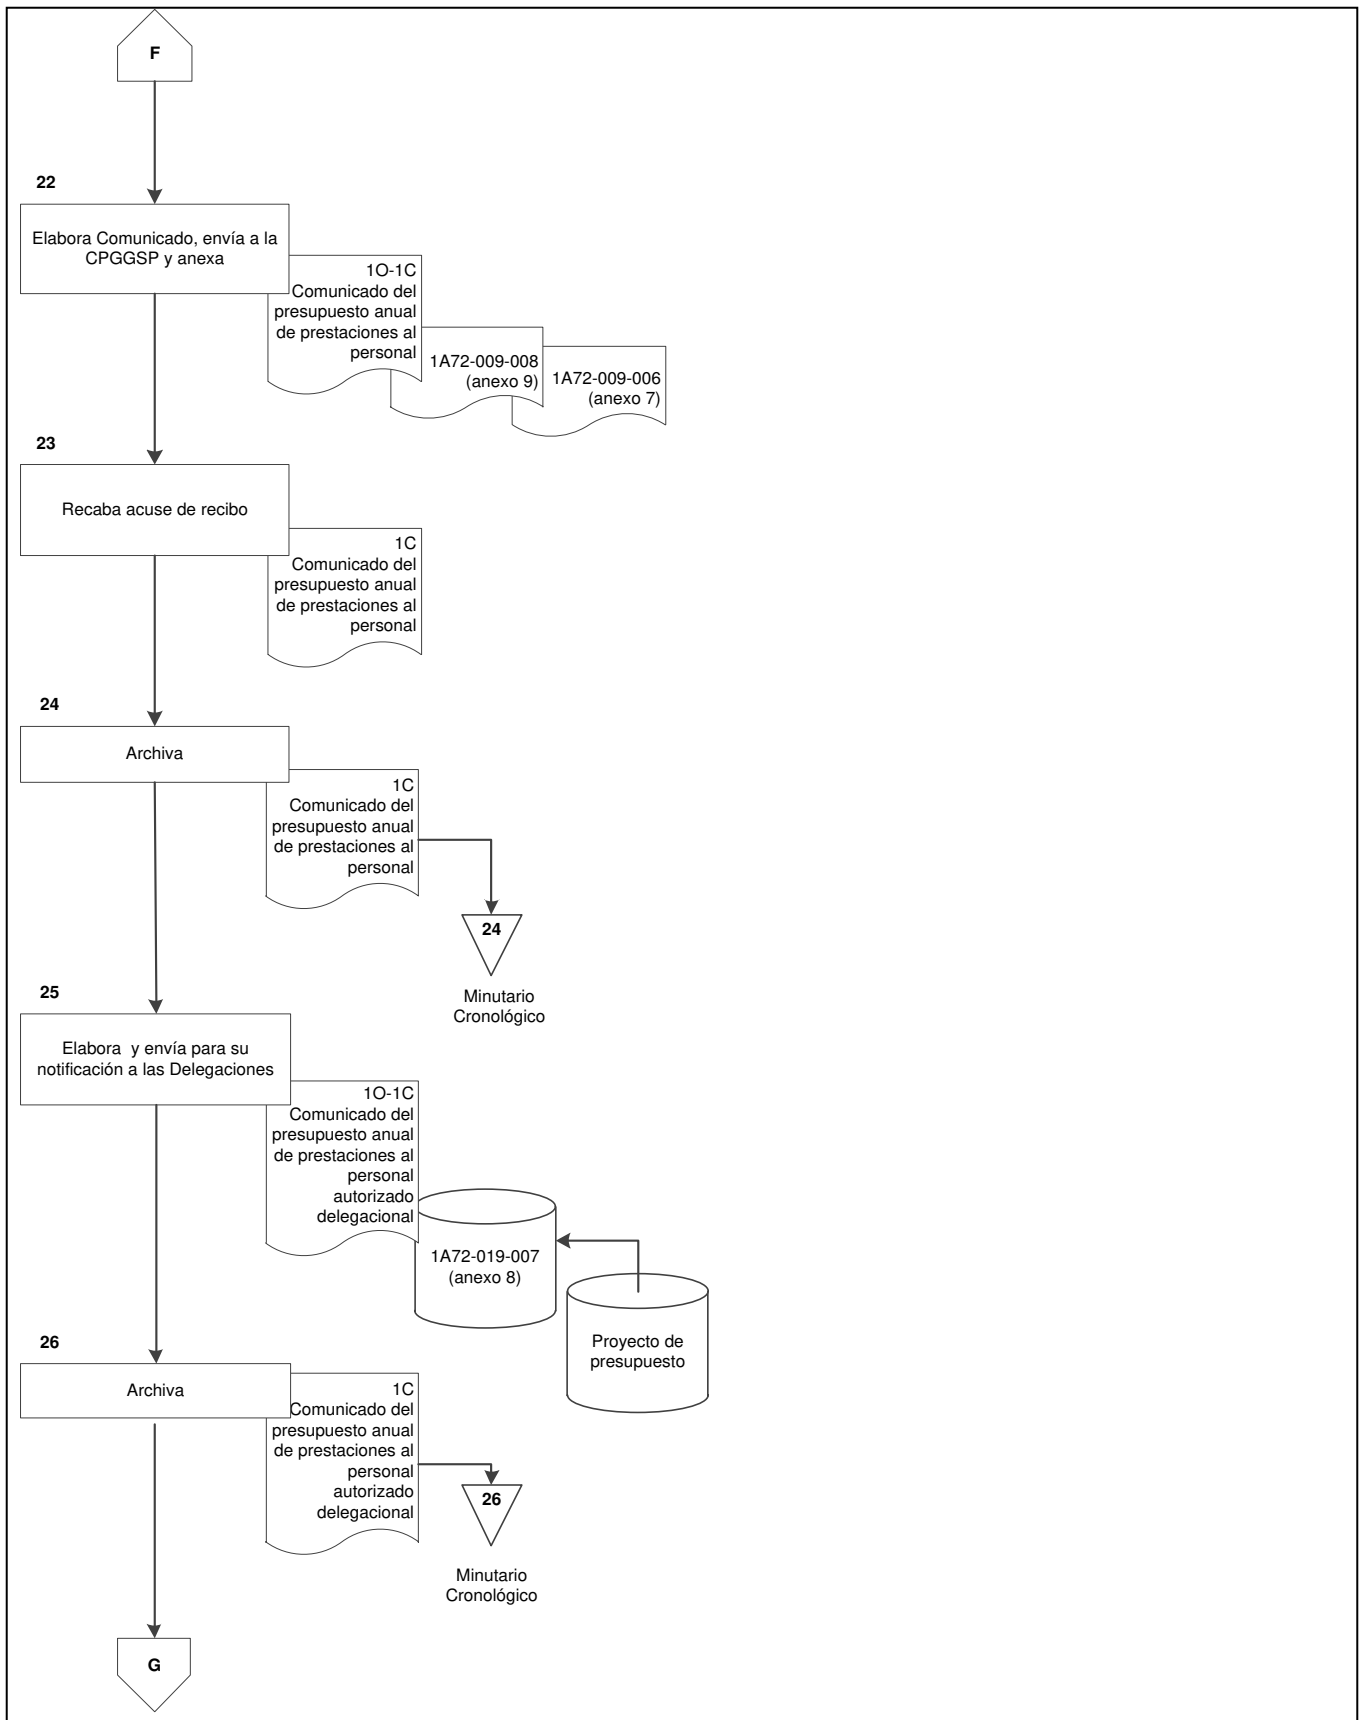 F
22
Elabora Comunicado, envía a la
CPGGSP y anexa
1O-1C
Comunicado del
presupuesto anual
de prestaciones al
personal
1A72-009-008
(anexo 9)
1A72-009-006
(anexo 7)
23
Recaba acuse de recibo
1C
Comunicado del
presupuesto anual
de prestaciones al
personal
24
Archiva
1C
Comunicado del
presupuesto anual
de prestaciones al
personal
24
Minutario
Cronológico
25
Elabora y envía para su
notificación a las Delegaciones
1O-1C
Comunicado del
presupuesto anual
de prestaciones al
personal
autorizado
delegacional
1A72-019-007
(anexo 8)
Proyecto de
presupuesto
26
Archiva
1C
Comunicado del
presupuesto anual
de prestaciones al
personal
autorizado
delegacional
26
Minutario
Cronológico
G